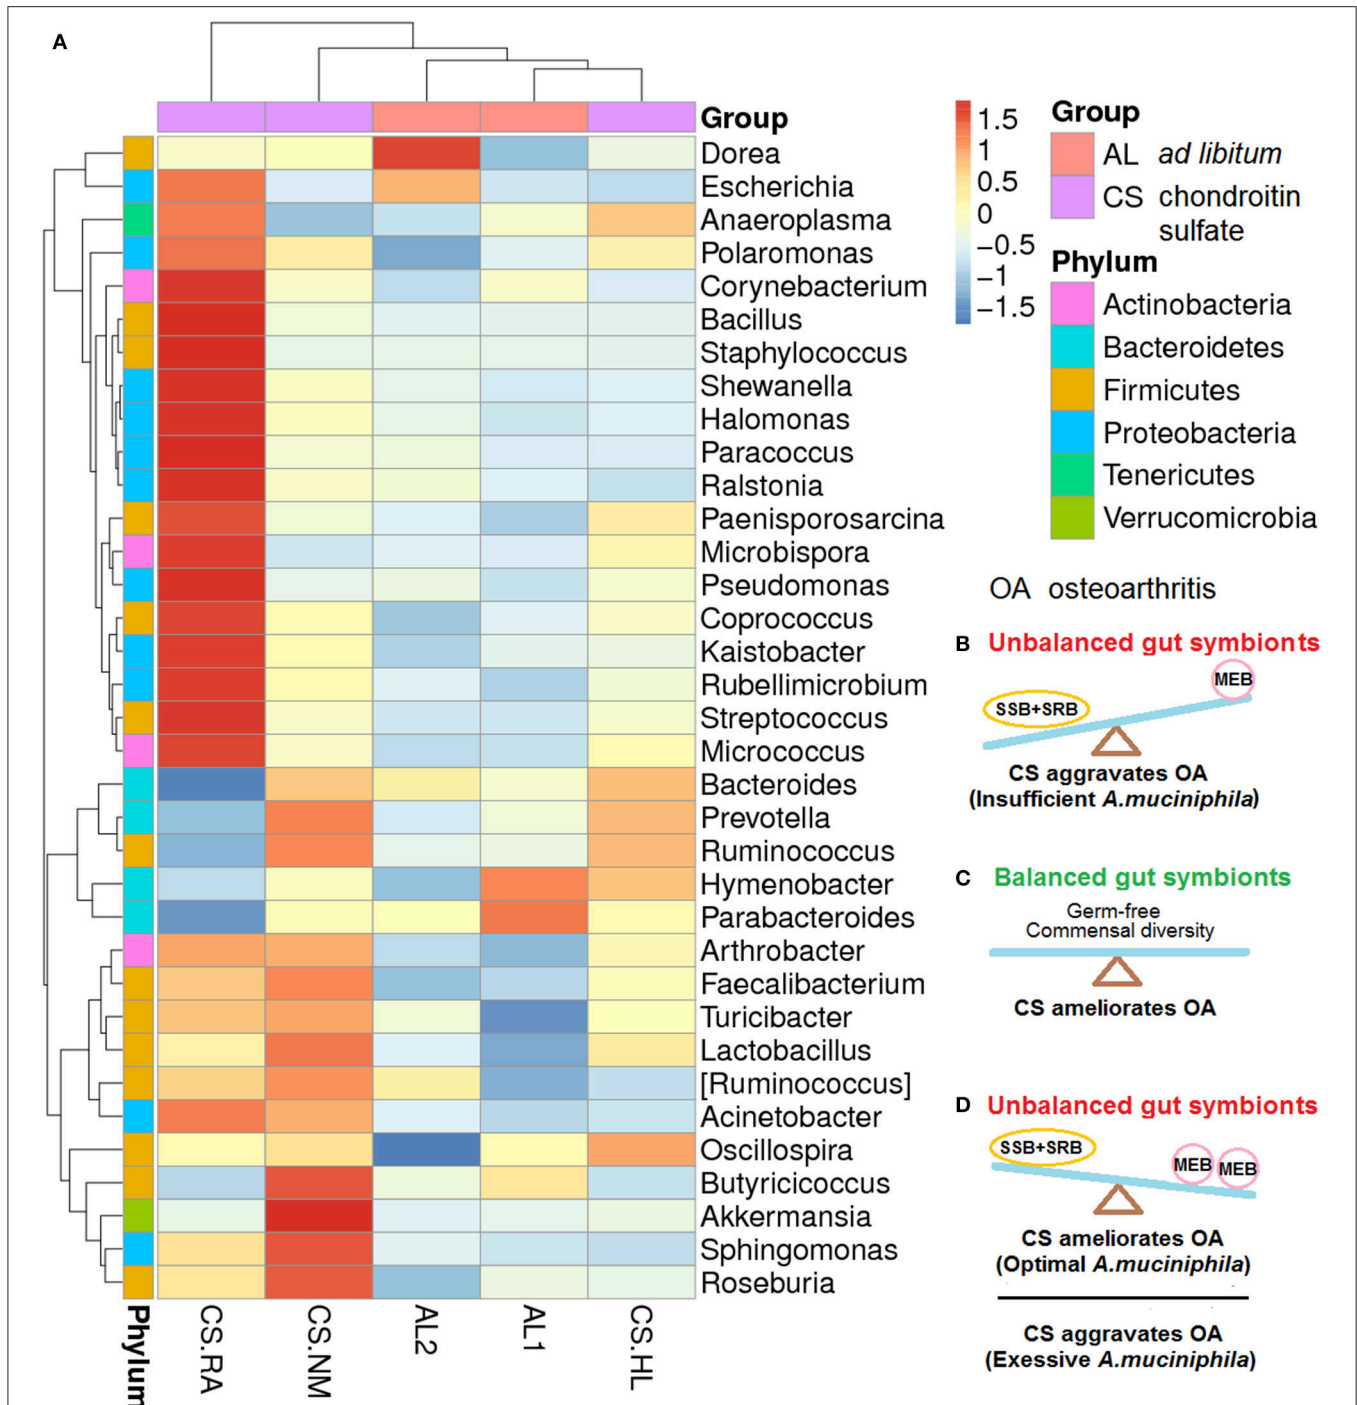 A
Group
Dorea
Escherichia
Anaeroplasma
Polaromonas
Corynebacterium
Bacillus
Staphylococcus
Shewanella
Halomonas
Paracoccus
Ralstonia
Paenisporosarcina
Microbispora
Pseudomonas
Coprococcus
Kaistobacter
Rubellimicrobium
Streptococcus
Micrococcus
Bacteroides
Prevotella
Ruminococcus
Hymenobacter
Parabacteroides
Arthrobacter
Faecalibacterium
Turicibacter
Lactobacillus
[Ruminococcus]
Acinetobacter
Oscillospira
Butyricicoccus
Akkermansia
Sphingomonas
Roseburia
Phylum
CS.RA
CS.NM
AL2
AL1
CS.HL
1.5
1
0.5
0
−0.5
−1
−1.5
Group
AL ad libitum
CS chondroitin
sulfate
Phylum
Actinobacteria
Bacteroidetes
Firmicutes
Proteobacteria
Tenericutes
Verrucomicrobia
OA osteoarthritis
B Unbalanced gut symbionts
MEB
SSB+SRB
CS aggravates OA
(Insufficient A.muciniphila)
C Balanced gut symbionts
Germ-free
Commensal diversity
CS ameliorates OA
D Unbalanced gut symbionts
SSB+SRB
MEB MEB
CS ameliorates OA
(Optimal A.muciniphila)
CS aggravates OA
(Exessive A.muciniphila)